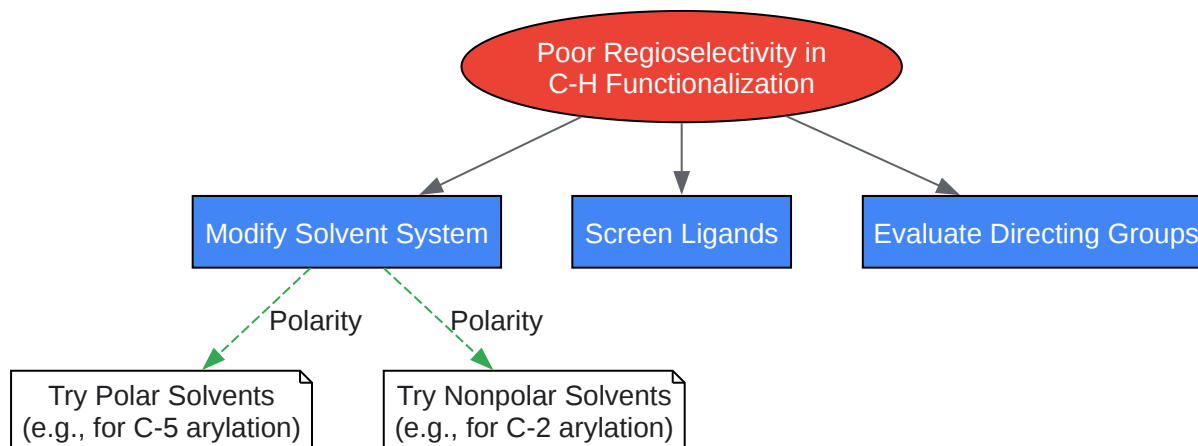 Poor Regioselectivity in
C-H Functionalization
Modify Solvent System
Screen Ligands
Evaluate Directing Groups
Polarity
Polarity
Try Polar Solvents
(e.g., for C-5 arylation)
Try Nonpolar Solvents
(e.g., for C-2 arylation)